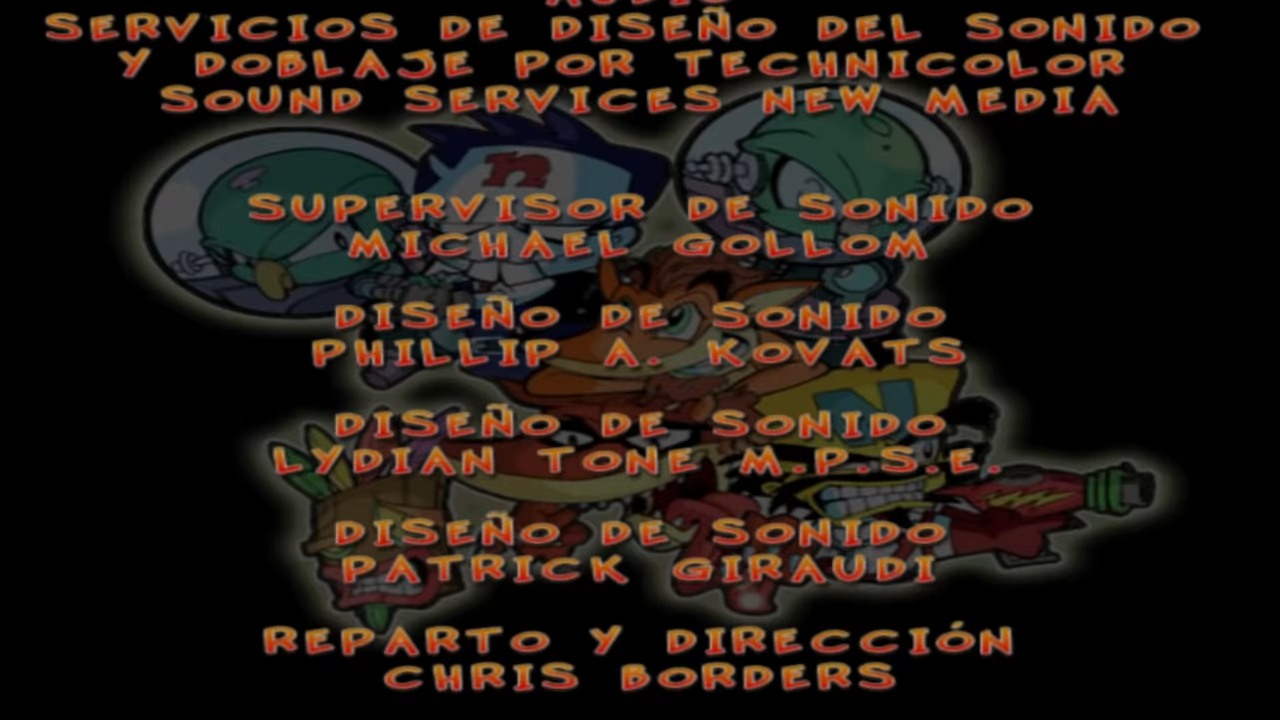 AUDIO
SERVICIOS DE DISEÑO DEL SONIDO
Y DOBLAJE POR TECHNICOLOR
SOUND SERVICES NEW MEDIA
SUPERVISOR DE SONIDO
MICHAEL GOLLOM
DISEÑO DE SONIDO
PHILLIP A. KOVATS
DISEÑO DE SONIDO
LYDIAN TONE M.P.S.E.
DISEÑO DE SONIDO
PATRICK GIRAUDI
REPARTO Y DIRECCIÓN
CHRIS BORDERS
n
N